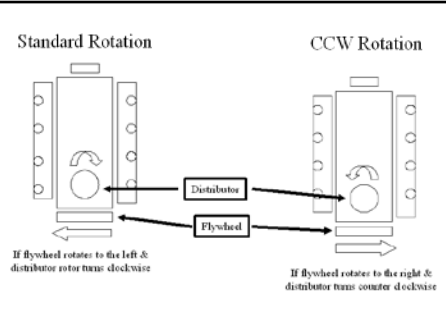 Standard Rotation
CCW Rotation
Distributor
Flywheel
If flywheel rotates to the left &
distributor rotor turns clockwise
If flywheel rotates to the right &
distributor turns counter clockwise